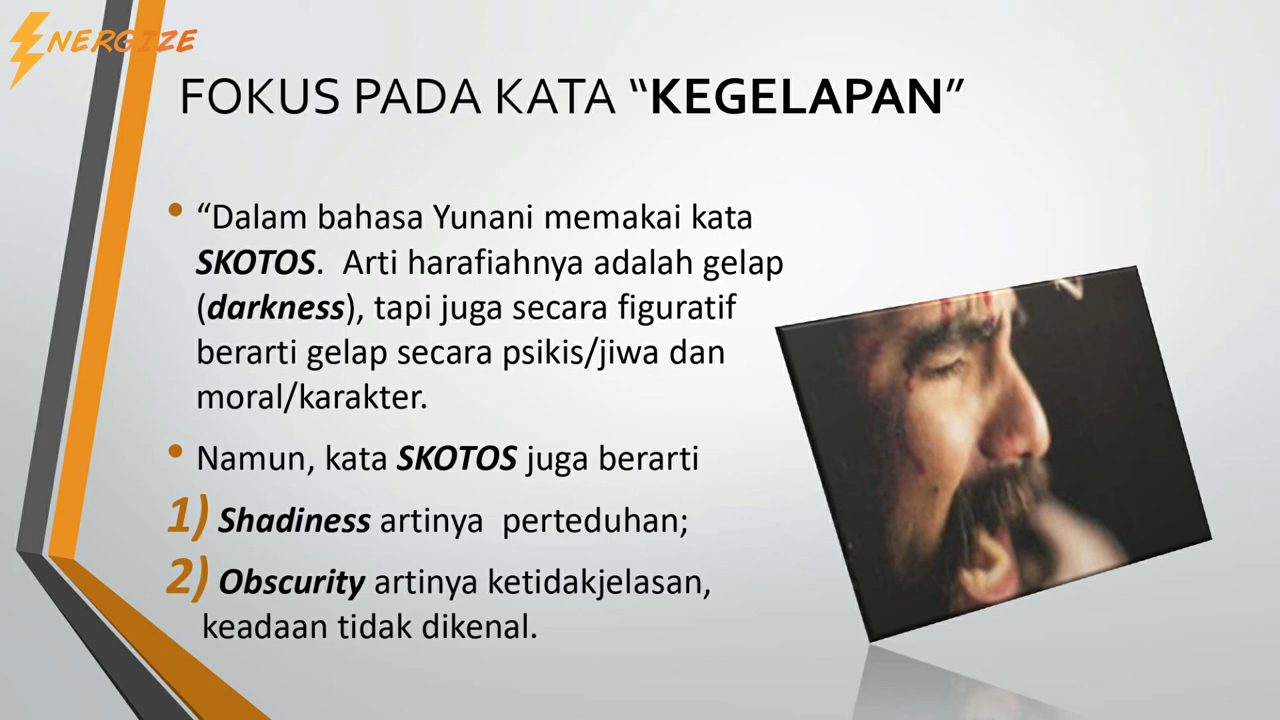 NERGIZE
FOKUS PADA KATA “KEGELAPAN”
• “Dalam bahasa Yunani memakai kata
SKOTOS. Arti harafiahnya adalah gelap
(darkness), tapi juga secara figuratif
berarti gelap secara psikis/jiwa dan
moral/karakter.
• Namun, kata SKOTOS juga berarti
1) Shadiness artinya perteduhan;
2) Obscurity artinya ketidakjelasan,
keadaan tidak dikenal.